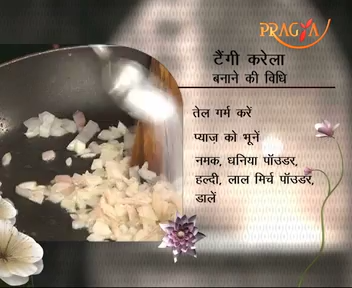 PRAGYA
टैंगी करेला
बनाने की विधि
तेल गर्म करें
प्याज़ को भूनें
नमक, धनिया पॉउडर,
हल्दी, लाल मिर्च पॉउडर,
डालें